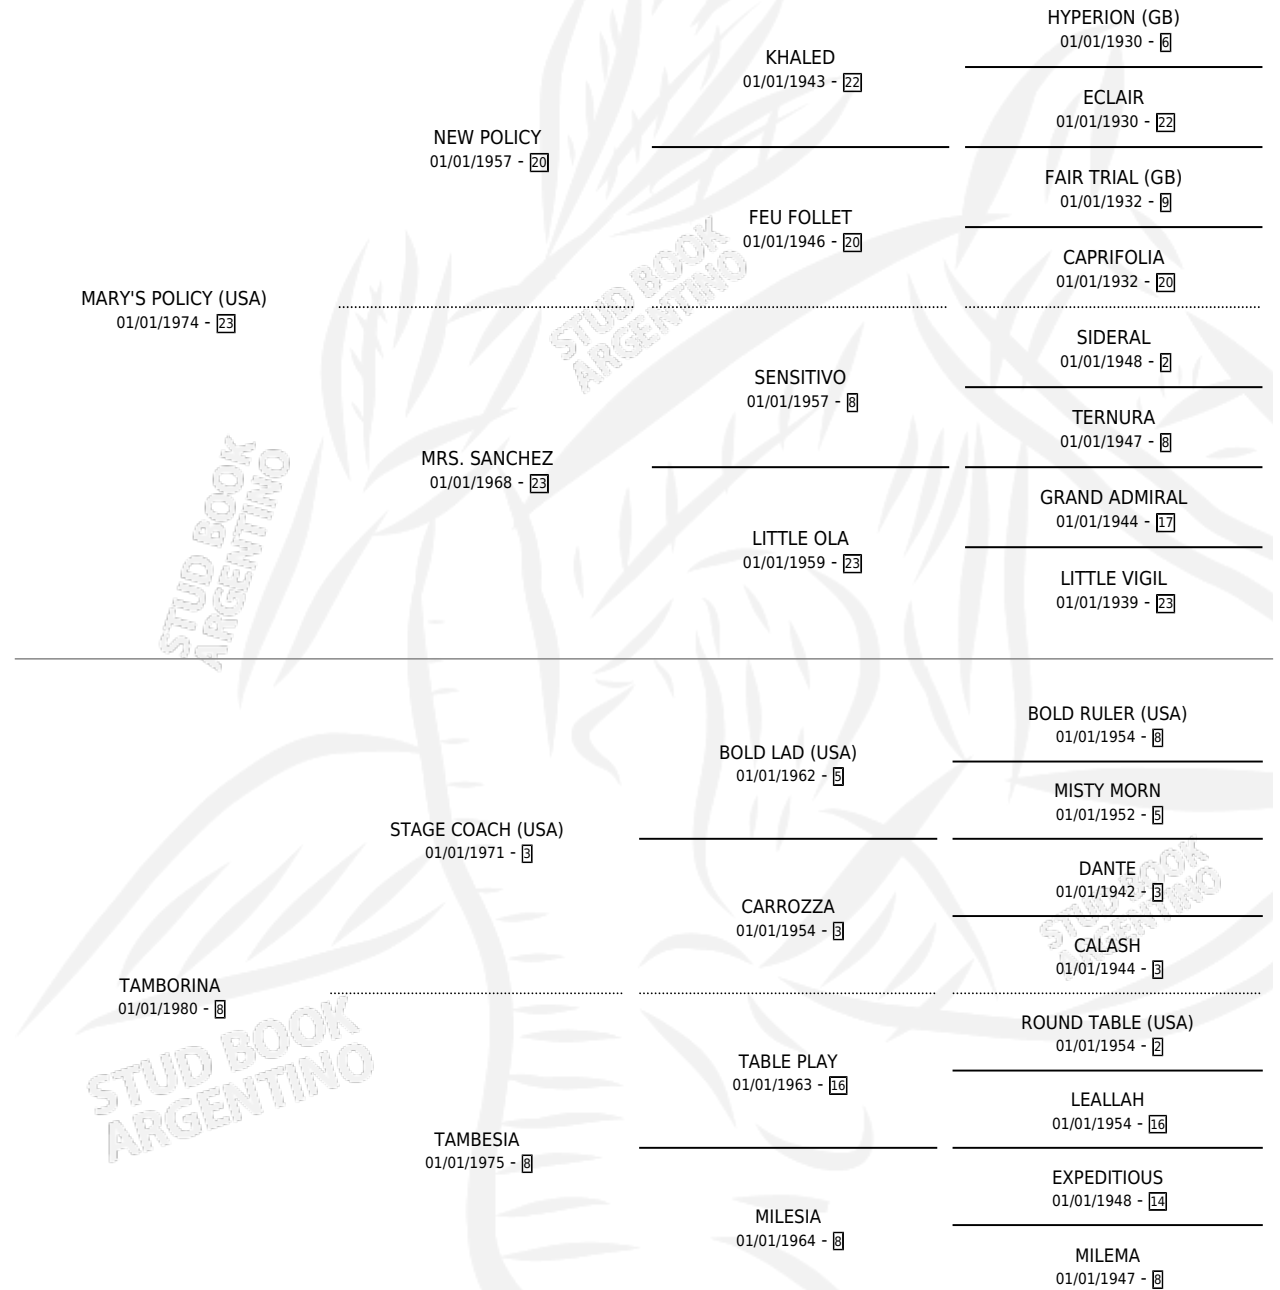 HYPERION (GB)
01/01/1930 - 6
KHALED
01/01/1943 - 22
ECLAIR
01/01/1930 - 22
NEW POLICY
01/01/1957 - 20
FAIR TRIAL (GB)
01/01/1932 - 9
FEU FOLLET
01/01/1946 - 20
CAPRIFOLIA
01/01/1932 - 20
MARY'S POLICY (USA)
01/01/1974 - 23
SIDERAL
01/01/1948 - 2
SENSITIVO
01/01/1957 - 8
TERNURA
01/01/1947 - 8
MRS. SANCHEZ
01/01/1968 - 23
GRAND ADMIRAL
01/01/1944 - 17
LITTLE OLA
01/01/1959 - 23
LITTLE VIGIL
01/01/1939 - 23
STUD BOOK
ARGENTINO
STUD BOOK
ARGENTINO
BOLD RULER (USA)
01/01/1954 - 8
BOLD LAD (USA)
01/01/1962 - 5
MISTY MORN
01/01/1952 - 5
STAGE COACH (USA)
01/01/1971 - 3
DANTE
01/01/1942 - 3
CARROZZA
01/01/1954 - 3
CALASH
01/01/1944 - 3
TAMBORINA
01/01/1980 - 8
ROUND TABLE (USA)
01/01/1954 - 2
TABLE PLAY
01/01/1963 - 16
LEALLAH
01/01/1954 - 16
TAMBESIA
01/01/1975 - 8
EXPEDITIOUS
01/01/1948 - 14
MILESIA
01/01/1964 - 8
MILEMA
01/01/1947 - 8
STUD BOOK
ARGENTINO
STUD BOOK
ARGENTINO